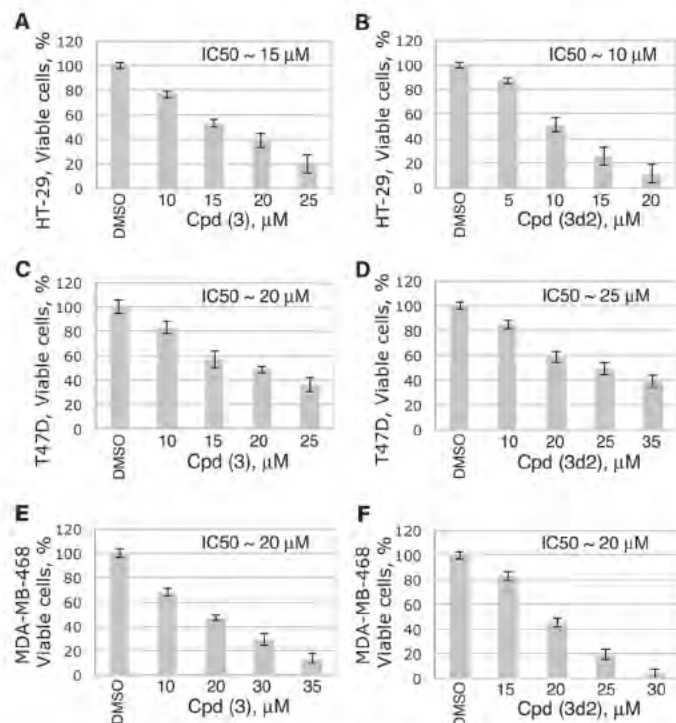 A
IC50 ~ 15 µM
HT-29, Viable cells, %
120
100
80
60
40
20
0
DMSO 10 15 20 25
Cpd (3), µM
B
IC50 ~ 10 µM
HT-29, Viable cells, %
120
100
80
60
40
20
0
DMSO 5 10 15 20
Cpd (3d2), µM
C
IC50 ~ 20 µM
T47D, Viable cells, %
120
100
80
60
40
20
0
DMSO 10 15 20 25
Cpd (3), µM
D
IC50 ~ 25 µM
T47D, Viable cells, %
120
100
80
60
40
20
0
DMSO 10 20 25 35
Cpd (3d2), µM
E
IC50 ~ 20 µM
MDA-MB-468
Viable cells, %
120
100
80
60
40
20
0
DMSO 10 20 30 35
Cpd (3), µM
F
IC50 ~ 20 µM
MDA-MB-468
Viable cells, %
120
100
80
60
40
20
0
DMSO 15 20 25 30
Cpd (3d2), µM